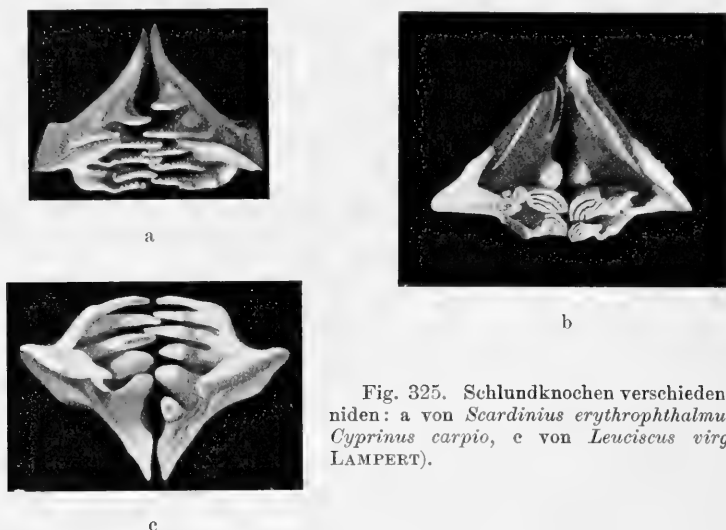 a
b
c
Fig. 325. Schlundknochen verschieden
niden: a von Scardinius erythrophthalmu
Cyprinus carpio, c von Leuciscus virg
LAMPERT).